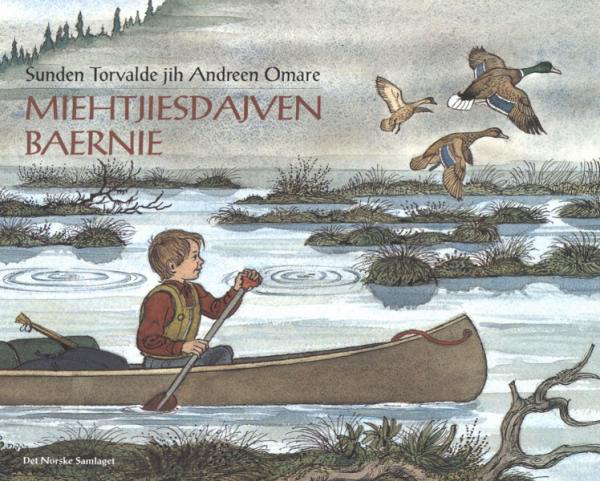 Sunden Torvalde jih Andreen Omare
MIEHTJIESDAJVEN
BAERNIE
Det Norske Samlaget